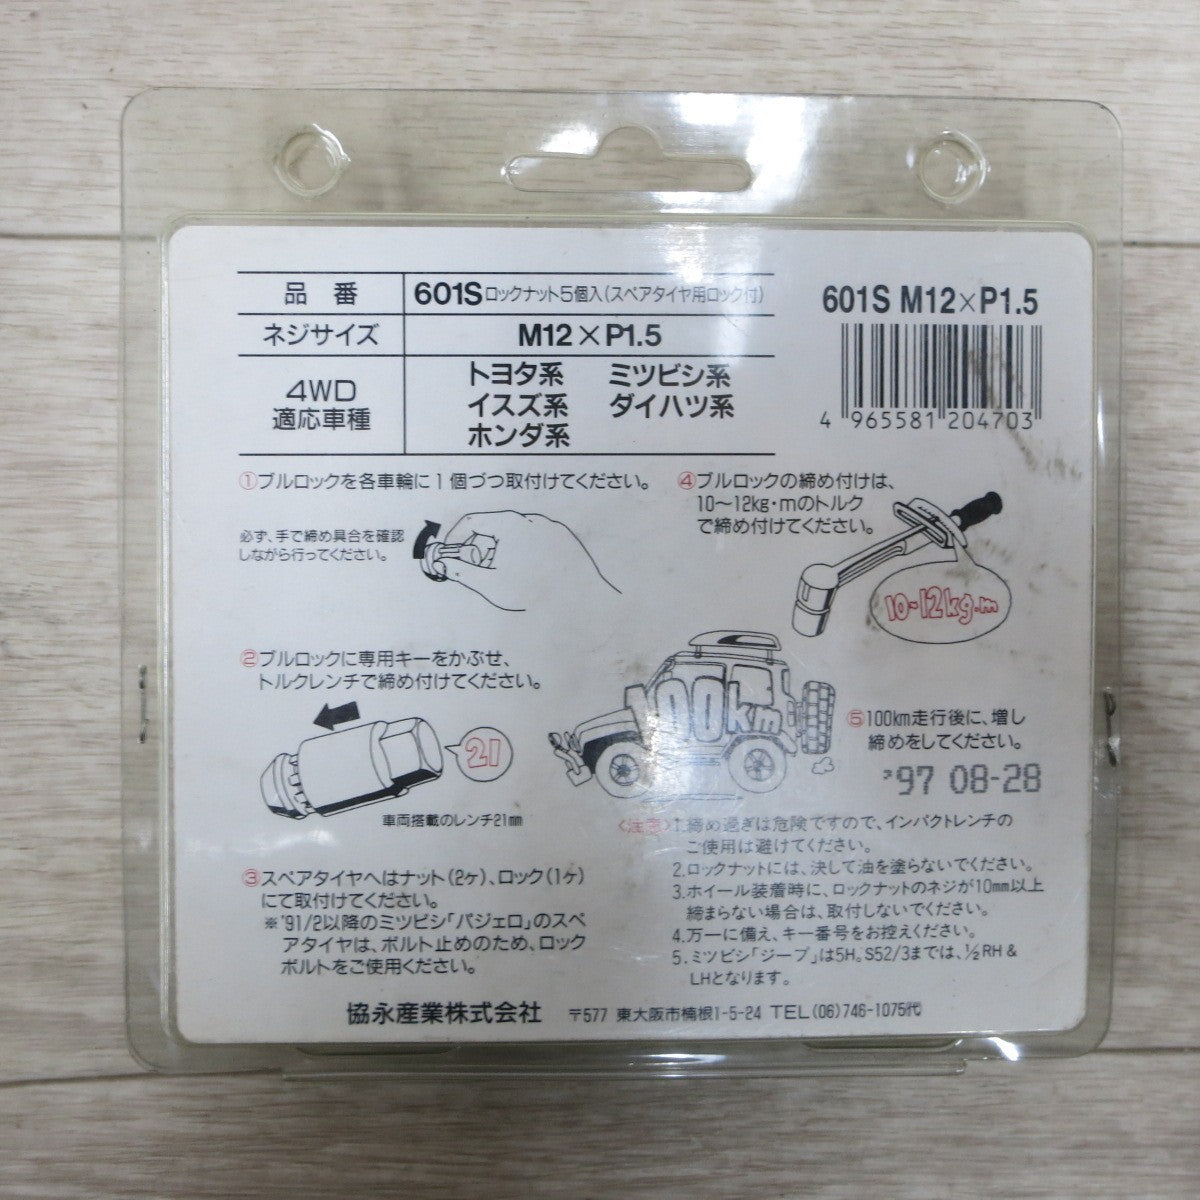 品 番 601S ロックナット5個入(スペアタイヤ用ロック付)
ネジサイズ M12×P1.5
4WD
適応車種
トヨタ系 ミツビシ系
イスズ系 ダイハツ系
ホンダ系
601S M12×P1.5
4 965581 204703
①ブルロックを各車輪に1個づつ取付けてください。
必ず、手で締め具合を確認
しながら行ってください。
②ブルロックに専用キーをかぶせ、
トルクレンチで締め付けてください。
21
車両搭載のレンチ21mm
③スペアタイヤへはナット(2ヶ)、ロック(1ヶ)
にて取付けてください。
※'91/2以降のミツビシ「パジェロ」のスペ
アタイヤは、ボルト止めのため、ロック
ボルトをご使用ください。
④ブルロックの締め付けは、
10〜12kg・mのトルク
で締め付けてください。
10~12kg.m
100km
⑤100km走行後に、増し
締めをしてください。
'97 08-28
〈注意〉1.締め過ぎは危険ですので、インパクトレンチの
ご使用は避けてください。
2.ロックナットには、決して油を塗らないでください。
3.ホイール装着時に、ロックナットのネジが10mm以上
締まらない場合は、取付しないでください。
4.万一に備え、キー番号をお控えください。
5.ミツビシ「ジープ」は5H。S52/3までは、½RH &
LHとなります。
協永産業株式会社 〒577 東大阪市楠根1-5-24 TEL(06)746-1075代